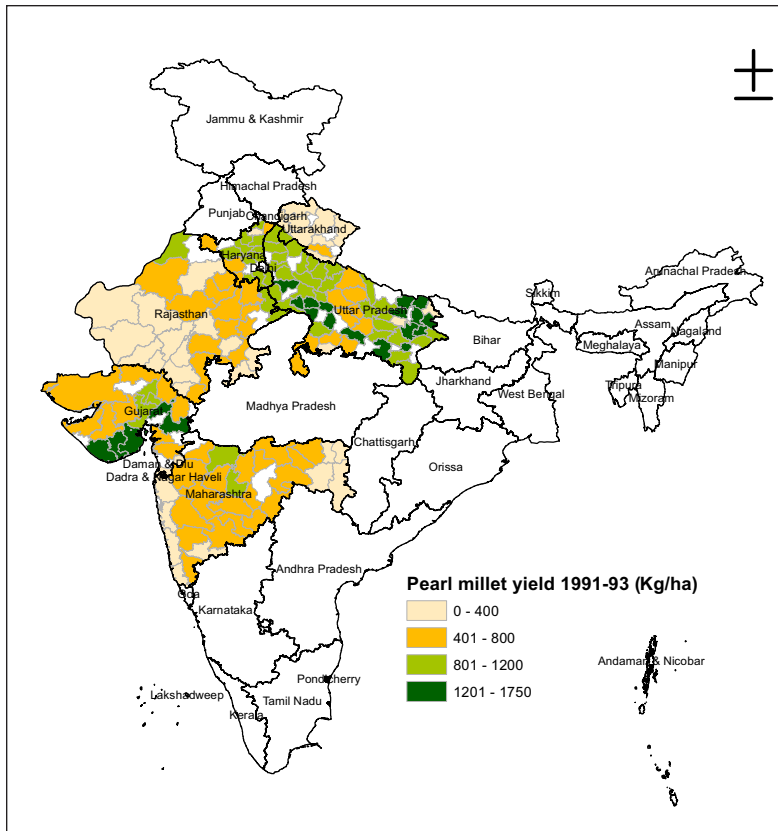 Jammu & Kashmir
Himachal Pradesh
Punjab
Chandigarh
Uttarakhand
Haryana
Delhi
Arunachal Pradesh
Sikkim
Rajasthan
Uttar Pradesh
Assam
Nagaland
Bihar
Meghalaya
Manipur
Jharkhand
Tripura
West Bengal
Mizoram
Gujarat
Madhya Pradesh
Chattisgarh
Daman & Diu
Orissa
Dadra & Nagar Haveli
Maharashtra
Andhra Pradesh
Goa
Karnataka
Pearl millet yield 1991-93 (Kg/ha)
0 - 400
401 - 800
801 - 1200
1201 - 1750
Andaman & Nicobar
Pondicherry
Lakshadweep
Tamil Nadu
Kerala